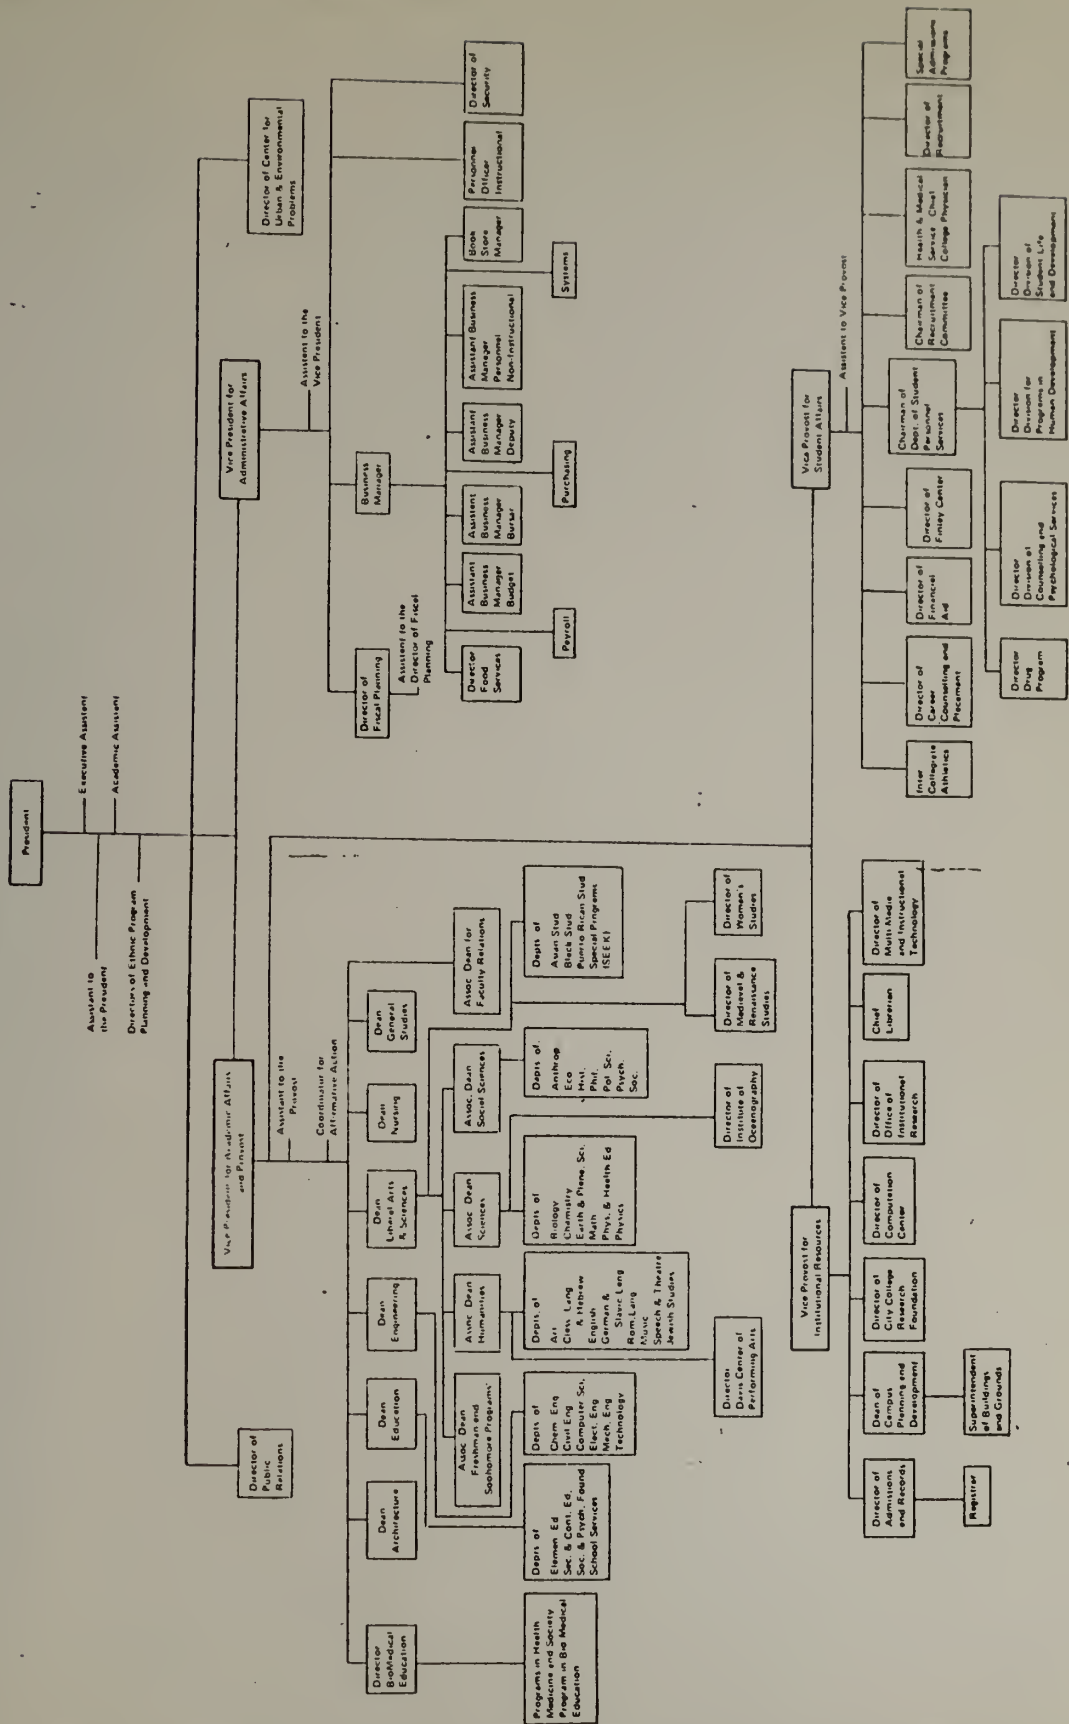 President
Executive Assistant
Assistant to
the President
Academic Assistant
Directors of Ethnic Program
Planning and Development
Director of
Public
Relations
Vice President for Academic Affairs
and Provost
Vice President for
Administrative Affairs
Director of Center for
Urban & Environmental
Problems
Assistant to the
Provost
Coordinator for
Affirmative Action
Assistant to the
Vice President
Director
BioMedical
Education
Dean
Architecture
Dean
Education
Dean
Engineering
Dean
Liberal Arts
& Sciences
Dean
Nursing
Dean
General
Studies
Assoc Dean for
Faculty Relations
Director of
Fiscal Planning
Assistant to the
Director of Fiscal
Planning
Business
Manager
Personnel
Officer
Instructional
Director of
Security
Assoc Dean
Freshman and
Sophomore Programs
Assoc Dean
Humanities
Assoc Dean
Sciences
Assoc. Dean
Social Sciences
Director
Food
Services
Assistant
Business
Manager
Budget
Assistant
Business
Manager
Bursar
Assistant
Business
Manager
Deputy
Assistant Business
Manager
Personnel
Non-Instructional
Book
Store
Manager
Payroll
Purchasing
Systems
Programs in Health
Medicine and Society
Program in Bio Medical
Education
Depts of
Elemen Ed
Sec. & Cont. Ed.
Soc. & Psych. Found
School Services
Depts of
Chem Eng
Civil Eng
Computer Sci.
Elect. Eng
Mech. Eng
Technology
Depts. of
Art
Class Lang
& Hebrew
English
German &
Slavic Lang
Rom. Lang
Music
Speech & Theatre
Jewish Studies
Depts of
Biology
Chemistry
Earth & Plane. Sci.
Math
Phys. & Health Ed
Physics
Depts of.
Anthrop
Eco
Hist.
Phil.
Pol Sci.
Psych.
Soc.
Depts of
Asian Stud
Black Stud
Puerto Rican Stud
Special Programs
(SEEK)
Director
Davis Center of
Performing Arts
Director of
Institute of
Oceanography
Director of
Medieval &
Renaissance
Studies
Director of
Women's
Studies
Vice Provost for
Institutional Resources
Vice Provost for
Student Affairs
Assistant to Vice Provost
Director of
Admissions
and Records
Dean of
Campus
Planning and
Development
Director of
City College
Research
Foundation
Director of
Computation
Center
Director of
Office of
Institutional
Research
Chief
Librarian
Director of
Multi Media
and Instructional
Technology
Registrar
Superintendent
of Buildings
and Grounds
Inter
Collegiate
Athletics
Director of
Career
Counselling and
Placement
Director of
Financial
Aid
Director of
Finley Center
Chairman of
Dept. of Student
Personnel
Services
Chairman of
Recruitment
Committee
Health & Medical
Service Chief
College Physician
Director of
Recruitment
Special
Admissions
Programs
Director
Drug
Program
Director
Division of
Counselling and
Psychological Services
Director
Division for
Programs in
Human Development
Director
Division of
Student Life
and Development